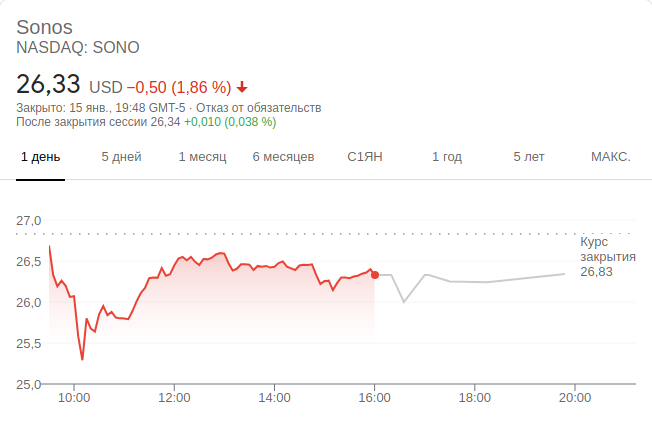 Sonos
NASDAQ: SONO
26,33 USD −0,50 (1,86 %)
Закрыто: 15 янв., 19:48 GMT-5 · Отказ от обязательств
После закрытия сессии 26,34 +0,010 (0,038 %)
1 день 5 дней 1 месяц 6 месяцев С1ЯН 1 год 5 лет МАКС.
27,0
Курс
закрытия
26,83
26,5
26,0
25,5
25,0
10:00 12:00 14:00 16:00 18:00 20:00